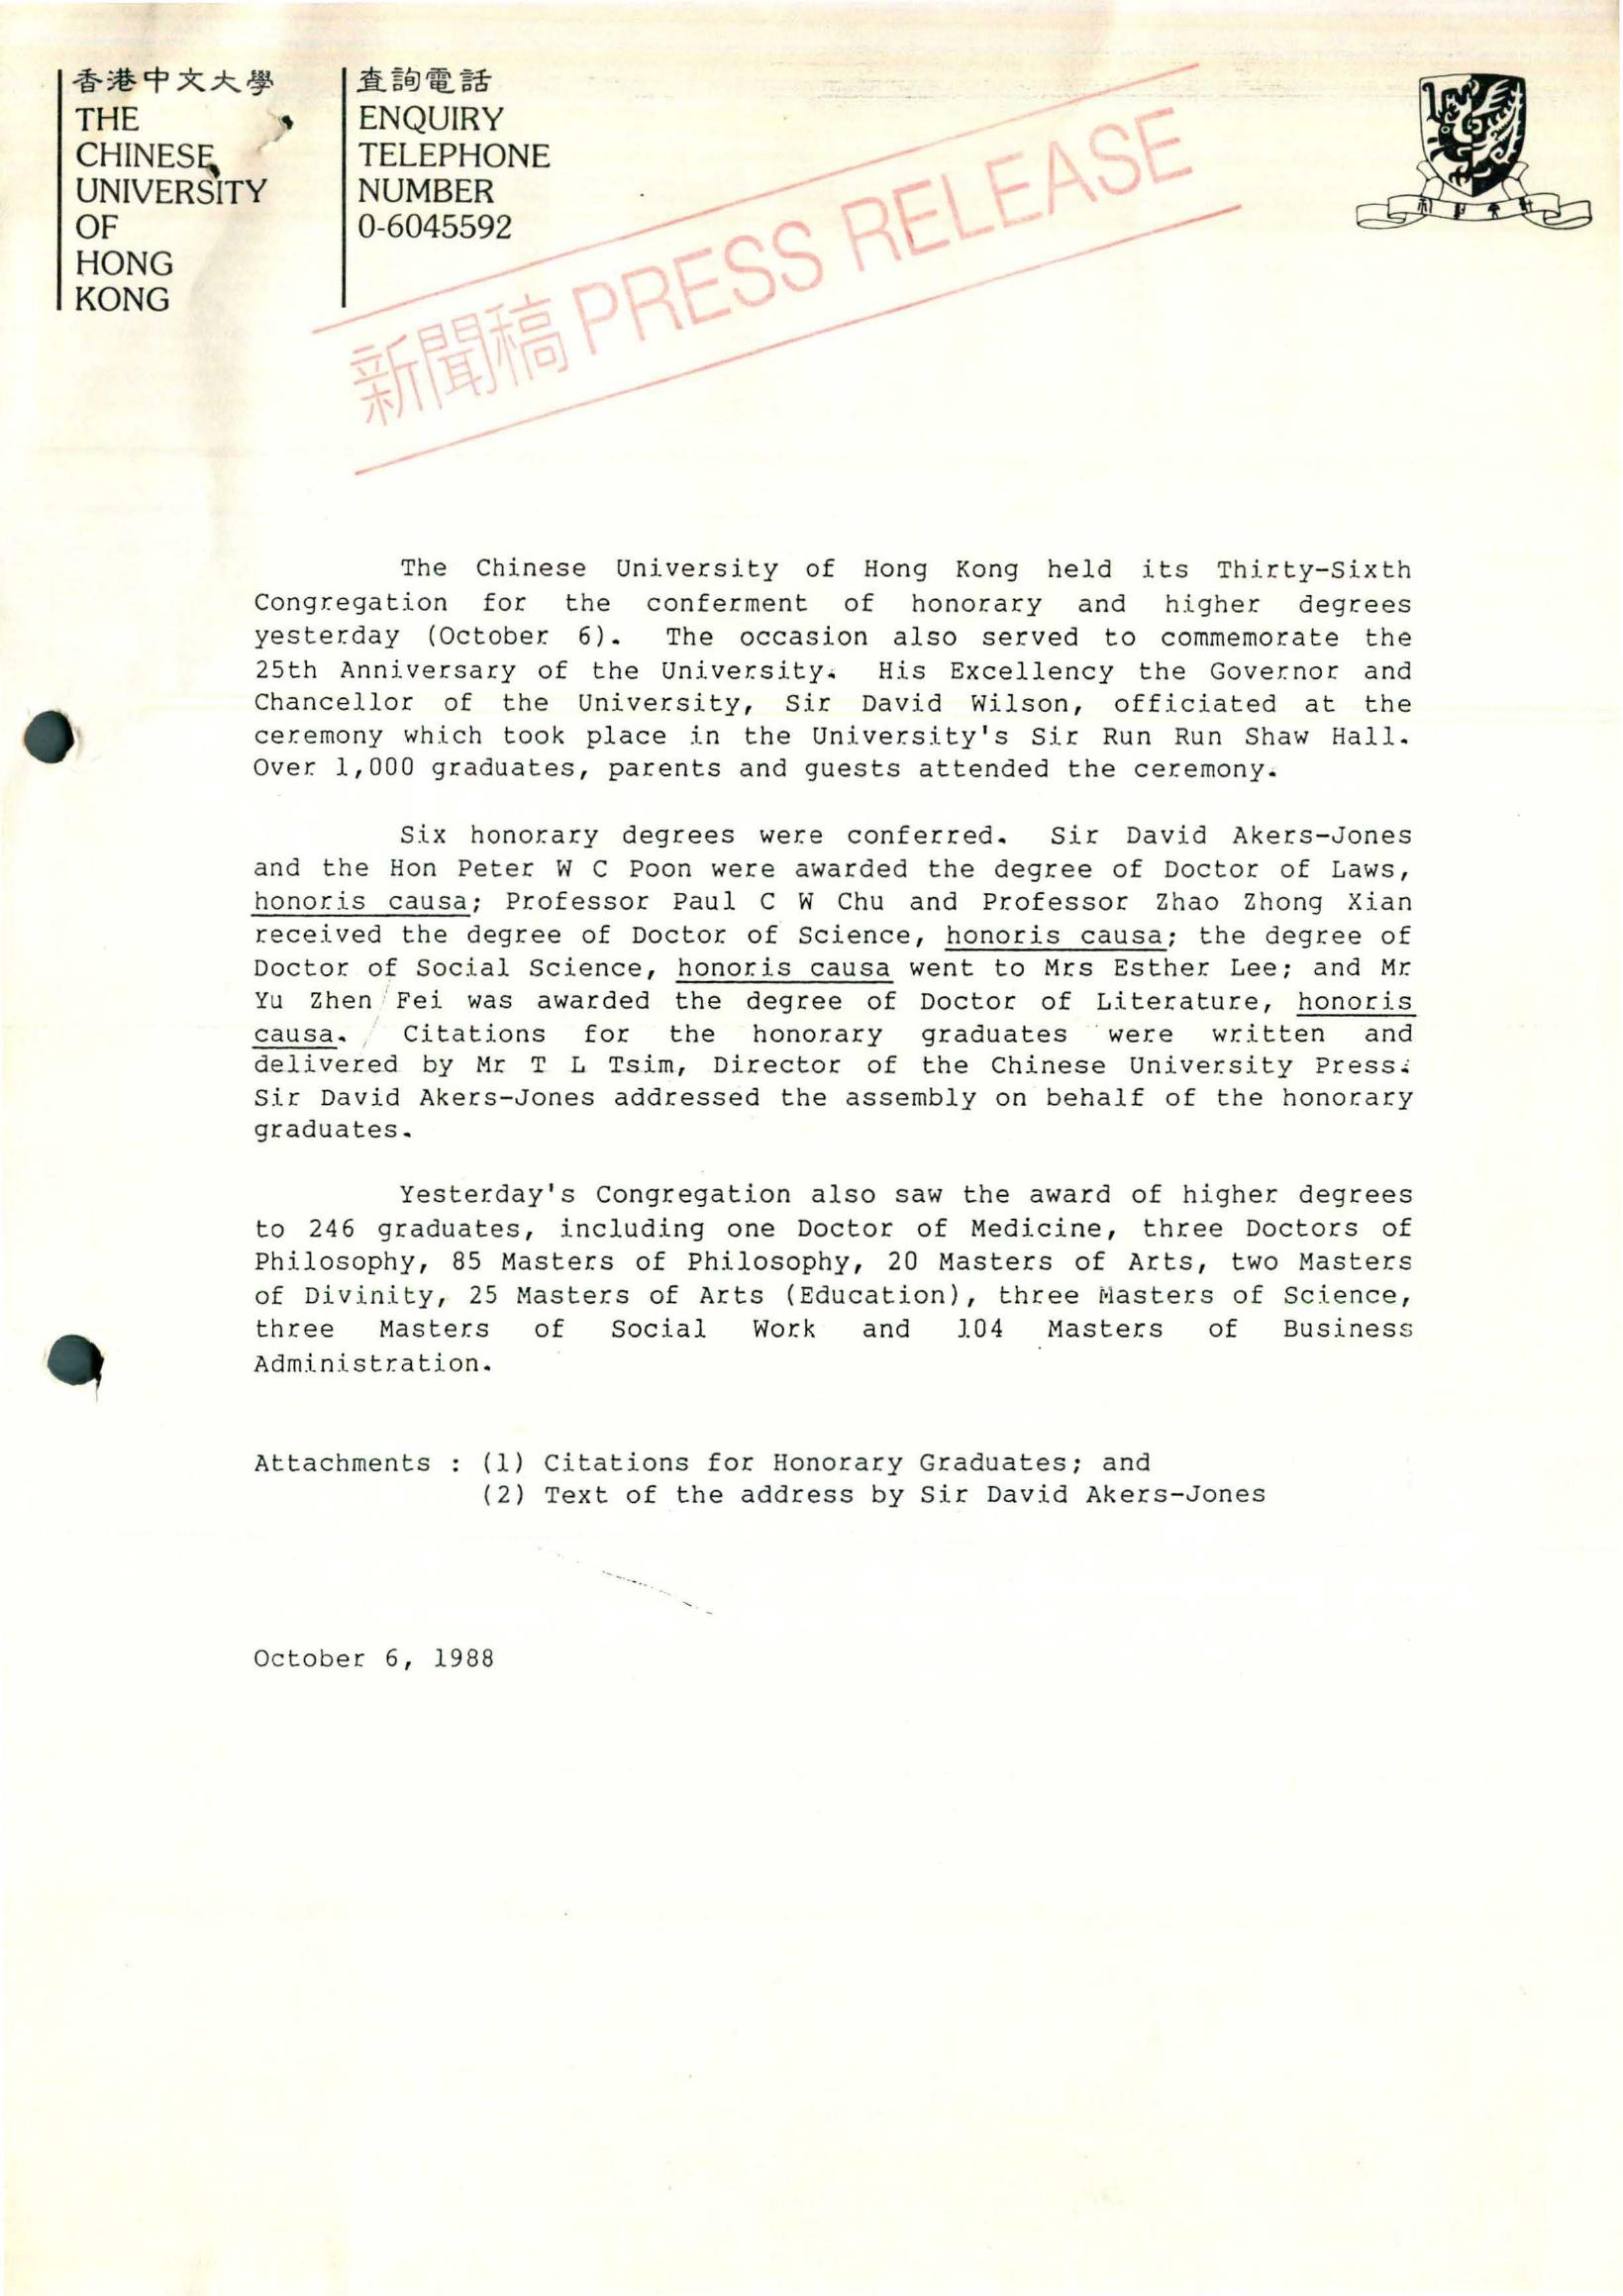 香港中文大學
THE
CHINESE
UNIVERSITY
OF
HONG
KONG
查詢電話
ENQUIRY
TELEPHONE
NUMBER
0-6045592
新聞稿 PRESS RELEASE
The Chinese University of Hong Kong held its Thirty-Sixth
Congregation for the conferment of honorary and higher degrees
yesterday (October 6). The occasion also served to commemorate the
25th Anniversary of the University. His Excellency the Governor and
Chancellor of the University, Sir David Wilson, officiated at the
ceremony which took place in the University's Sir Run Run Shaw Hall.
Over 1,000 graduates, parents and guests attended the ceremony.
Six honorary degrees were conferred. Sir David Akers-Jones
and the Hon Peter W C Poon were awarded the degree of Doctor of Laws,
honoris causa; Professor Paul C W Chu and Professor Zhao Zhong Xian
received the degree of Doctor of Science, honoris causa; the degree of
Doctor of Social Science, honoris causa went to Mrs Esther Lee; and Mr
Yu Zhen Fei was awarded the degree of Doctor of Literature, honoris
causa. Citations for the honorary graduates were written and
delivered by Mr T L Tsim, Director of the Chinese University Press.
Sir David Akers-Jones addressed the assembly on behalf of the honorary
graduates.
Yesterday's Congregation also saw the award of higher degrees
to 246 graduates, including one Doctor of Medicine, three Doctors of
Philosophy, 85 Masters of Philosophy, 20 Masters of Arts, two Masters
of Divinity, 25 Masters of Arts (Education), three Masters of Science,
three Masters of Social Work and 104 Masters of Business
Administration.
Attachments : (1) Citations for Honorary Graduates; and
(2) Text of the address by Sir David Akers-Jones
October 6, 1988